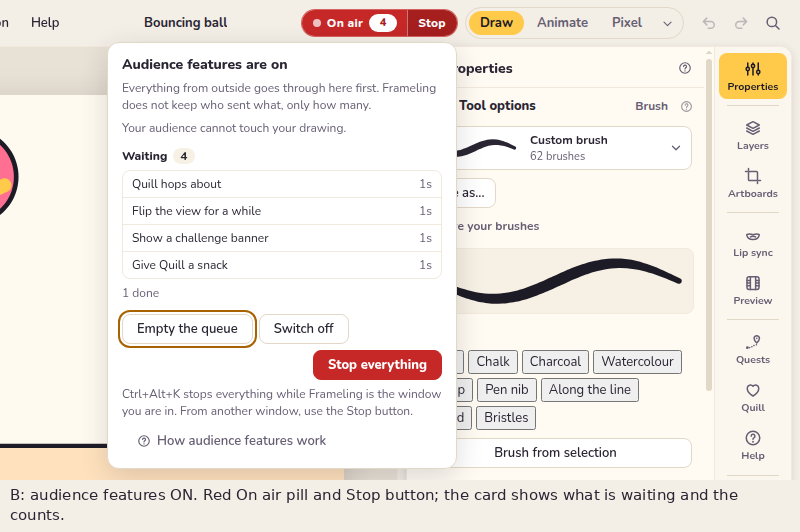 Help
Bouncing ball
On air 4 Stop
Draw Animate Pixel
Audience features are on
Everything from outside goes through here first. Frameling
does not keep who sent what, only how many.
Your audience cannot touch your drawing.
Waiting 4
Quill hops about 1s
Flip the view for a while 1s
Show a challenge banner 1s
Give Quill a snack 1s
1 done
Empty the queue Switch off
Stop everything
Ctrl+Alt+K stops everything while Frameling is the window
you are in. From another window, use the Stop button.
How audience features work
Tool options Brush
Custom brush
62 brushes
as...
your brushes
Chalk Charcoal Watercolour
Pen nib Along the line
Bristles
Brush from selection
Properties
Layers
Artboards
Lip sync
Preview
Quests
Quill
Help
B: audience features ON. Red On air pill and Stop button; the card shows what is waiting and the
counts.